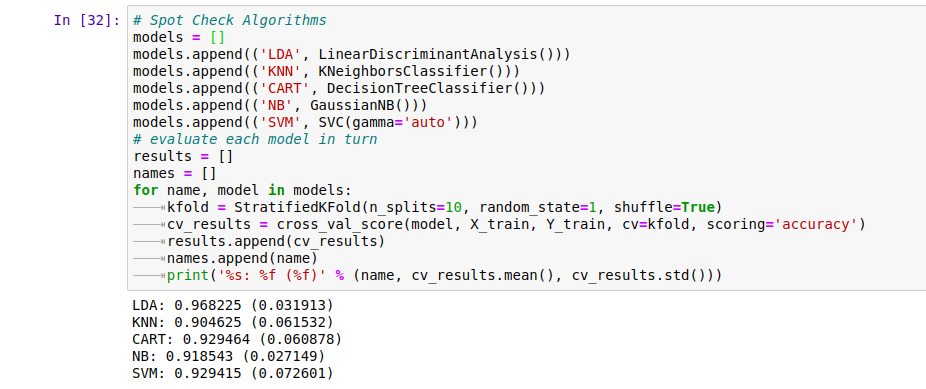 In [32]: # Spot Check Algorithms
models = []
models.append(('LDA', LinearDiscriminantAnalysis()))
models.append(('KNN', KNeighborsClassifier()))
models.append(('CART', DecisionTreeClassifier()))
models.append(('NB', GaussianNB()))
models.append(('SVM', SVC(gamma='auto')))
# evaluate each model in turn
results = []
names = []
for name, model in models:
    kfold = StratifiedKFold(n_splits=10, random_state=1, shuffle=True)
    cv_results = cross_val_score(model, X_train, Y_train, cv=kfold, scoring='accuracy')
    results.append(cv_results)
    names.append(name)
    print('%s: %f (%f)' % (name, cv_results.mean(), cv_results.std()))
LDA: 0.968225 (0.031913)
KNN: 0.904625 (0.061532)
CART: 0.929464 (0.060878)
NB: 0.918543 (0.027149)
SVM: 0.929415 (0.072601)